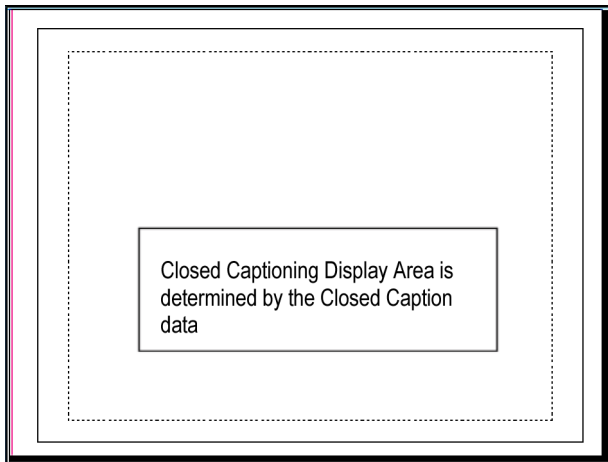 Closed Captioning Display Area is
determined by the Closed Caption
data